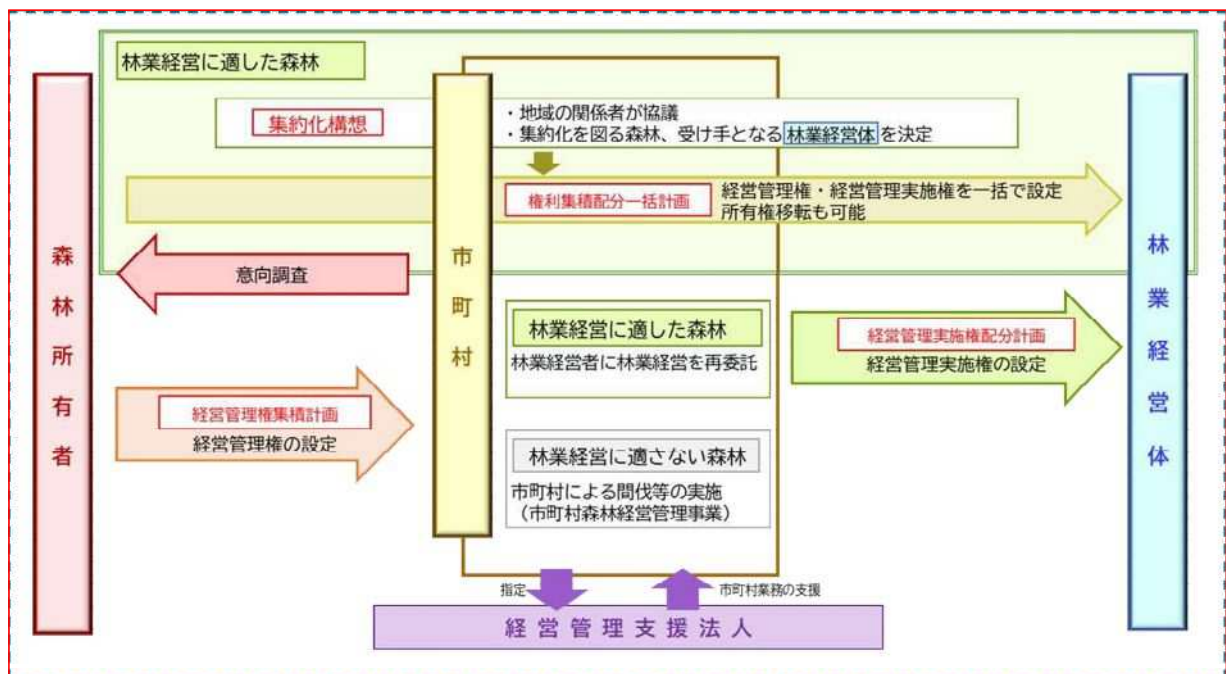 林業経営に適した森林
集約化構想
・地域の関係者が協議
・集約化を図る森林、受け手となる 林業経営体 を決定
権利集積配分一括計画
経営管理権・経営管理実施権を一括で設定
所有権移転も可能
森林所有者
意向調査
市町村
林業経営体
林業経営に適した森林
林業経営者に林業経営を再委託
経営管理実施権配分計画
経営管理実施権の設定
経営管理権集積計画
経営管理権の設定
林業経営に適さない森林
市町村による間伐等の実施
（市町村森林経営管理事業）
指定
市町村業務の支援
経営管理支援法人